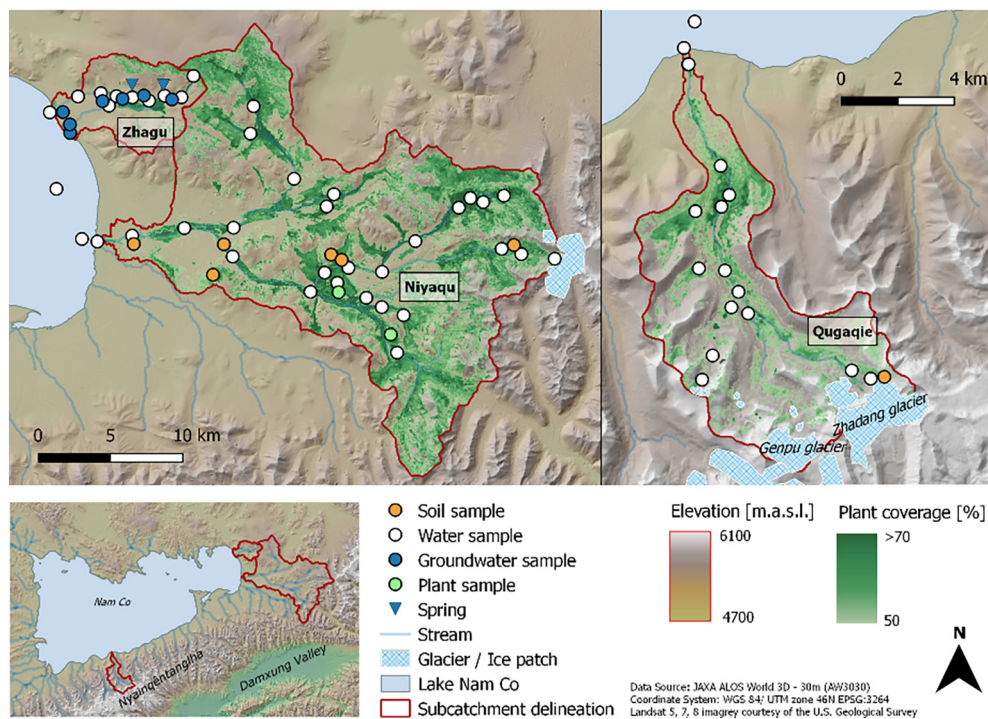 Zhagu
Niyaqu
0 5 10 km
0 2 4 km
Qugaqie
Zhadang glacier
Genpu glacier
Nam Co
Nyainqêntanglha
Damxung Valley
Soil sample
Water sample
Groundwater sample
Plant sample
Spring
Stream
Glacier / Ice patch
Lake Nam Co
Subcatchment delineation
Elevation [m.a.s.l.]
6100
4700
Plant coverage [%]
>70
50
N
Data Source: JAXA ALOS World 3D - 30m (AW3030)
Coordinate System: WGS 84/ UTM zone 46N EPSG:3264
Landsat 5, 7, 8 imagrey courtesy of the U.S. Geological Survey